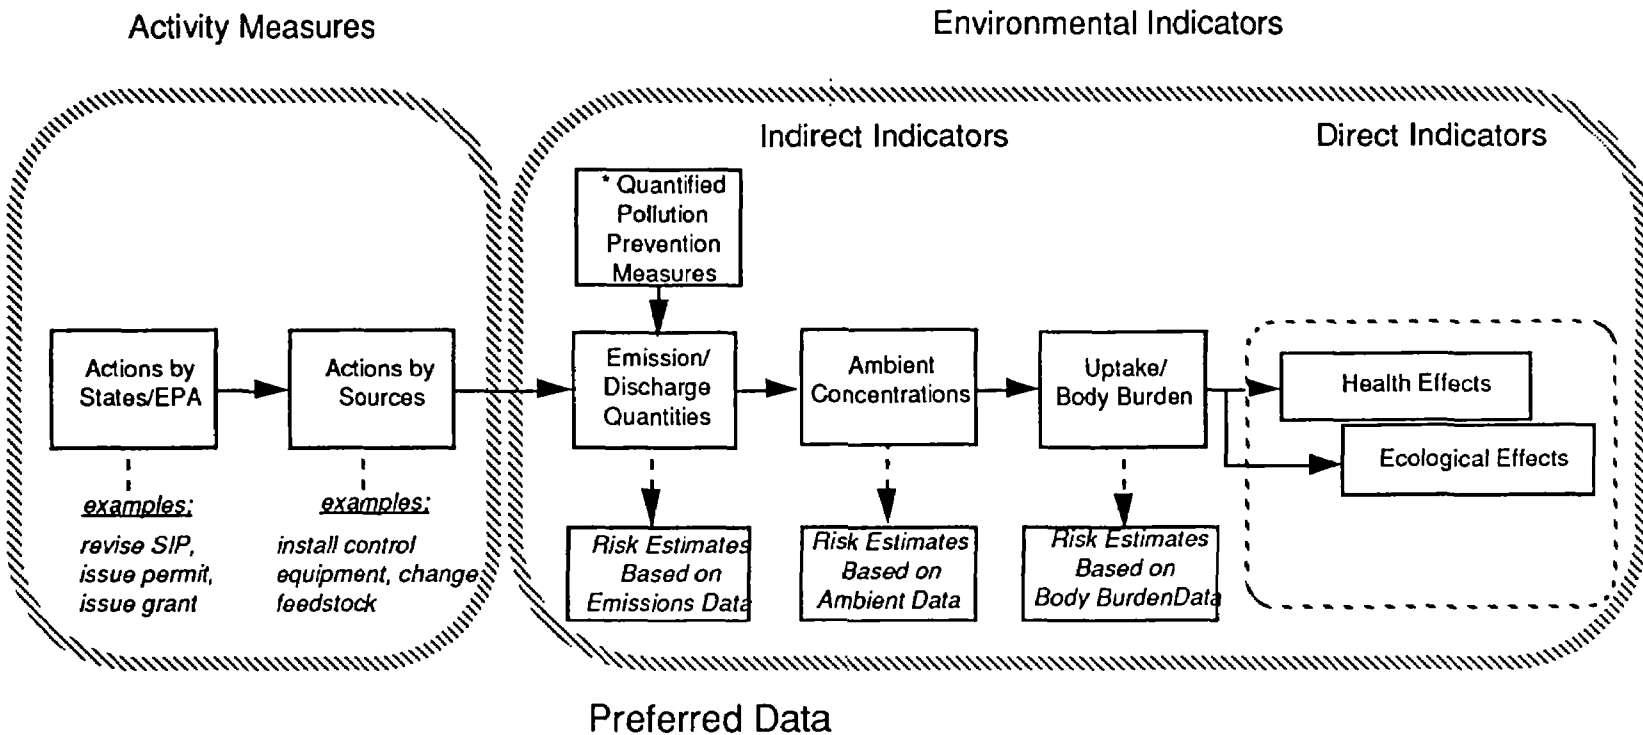 Activity Measures
Environmental Indicators
Indirect Indicators
Direct Indicators
* Quantified
Pollution
Prevention
Measures
Actions by
States/EPA
Actions by
Sources
Emission/
Discharge
Quantities
Ambient
Concentrations
Uptake/
Body Burden
Health Effects
Ecological Effects
examples:
revise SIP,
issue permit,
issue grant
examples:
install control
equipment, change
feedstock
Risk Estimates
Based on
Emissions Data
Risk Estimates
Based on
Ambient Data
Risk Estimates
Based on
Body BurdenData
Preferred Data